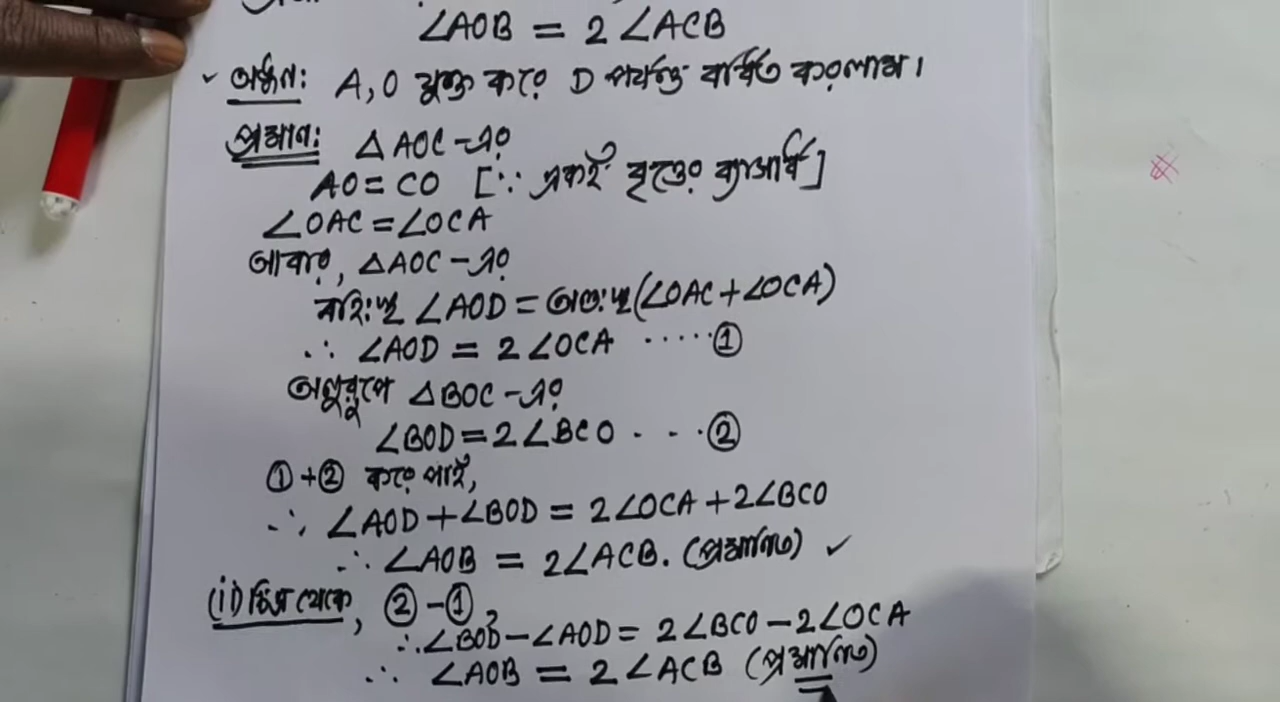 ∠AOB = 2 ∠ACB
অঙ্কন: A, O যুক্ত করে D পর্যন্ত বর্ধিত করলাম।
প্রমাণ: △AOC-এর
AO = CO [∵ একই বৃত্তের ব্যাসার্ধ]
∠OAC = ∠OCA
আবার, △AOC-এর
বহিঃস্থ ∠AOD = অন্তঃস্থ (∠OAC + ∠OCA)
∴ ∠AOD = 2 ∠OCA ..... ①
অনুরূপে △BOC-এর
∠BOD = 2 ∠BCO . . . ②
① + ② করে পাই,
∴ ∠AOD + ∠BOD = 2∠OCA + 2∠BCO
∴ ∠AOB = 2∠ACB. (প্রমাণিত) ✓
(i) চিত্র থেকে, ② - ①,
∴ ∠BOD - ∠AOD = 2∠BCO - 2∠OCA
∴ ∠AOB = 2 ∠ACB (প্রমাণিত)